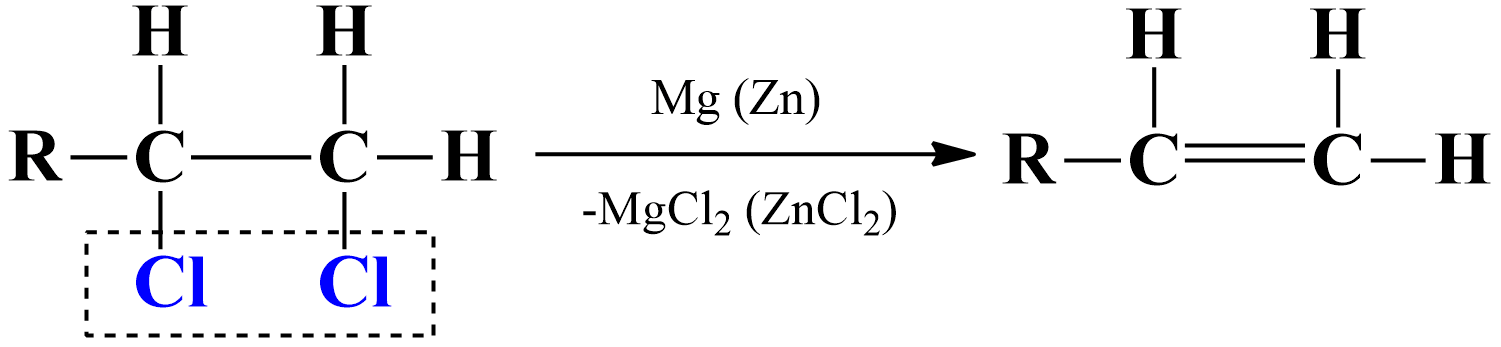 H H H H
R C C H Mg (Zn) R C C H
-MgCl₂ (ZnCl₂)
Cl Cl